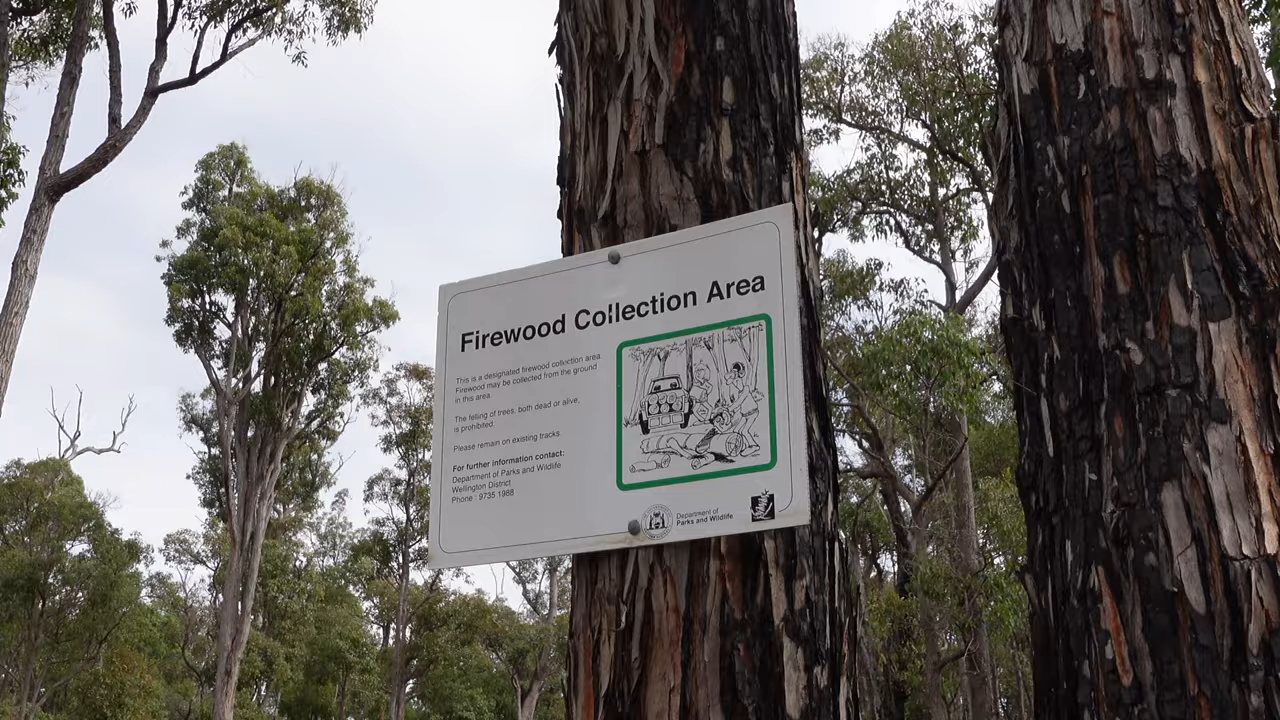 Firewood Collection Area
This is a designated firewood collection area.
Firewood may be collected from the ground
in this area.
The felling of trees, both dead or alive,
is prohibited.
Please remain on existing tracks.
For further information contact:
Department of Parks and Wildlife
Wellington District
Phone : 9735 1988
Department of
Parks and Wildlife